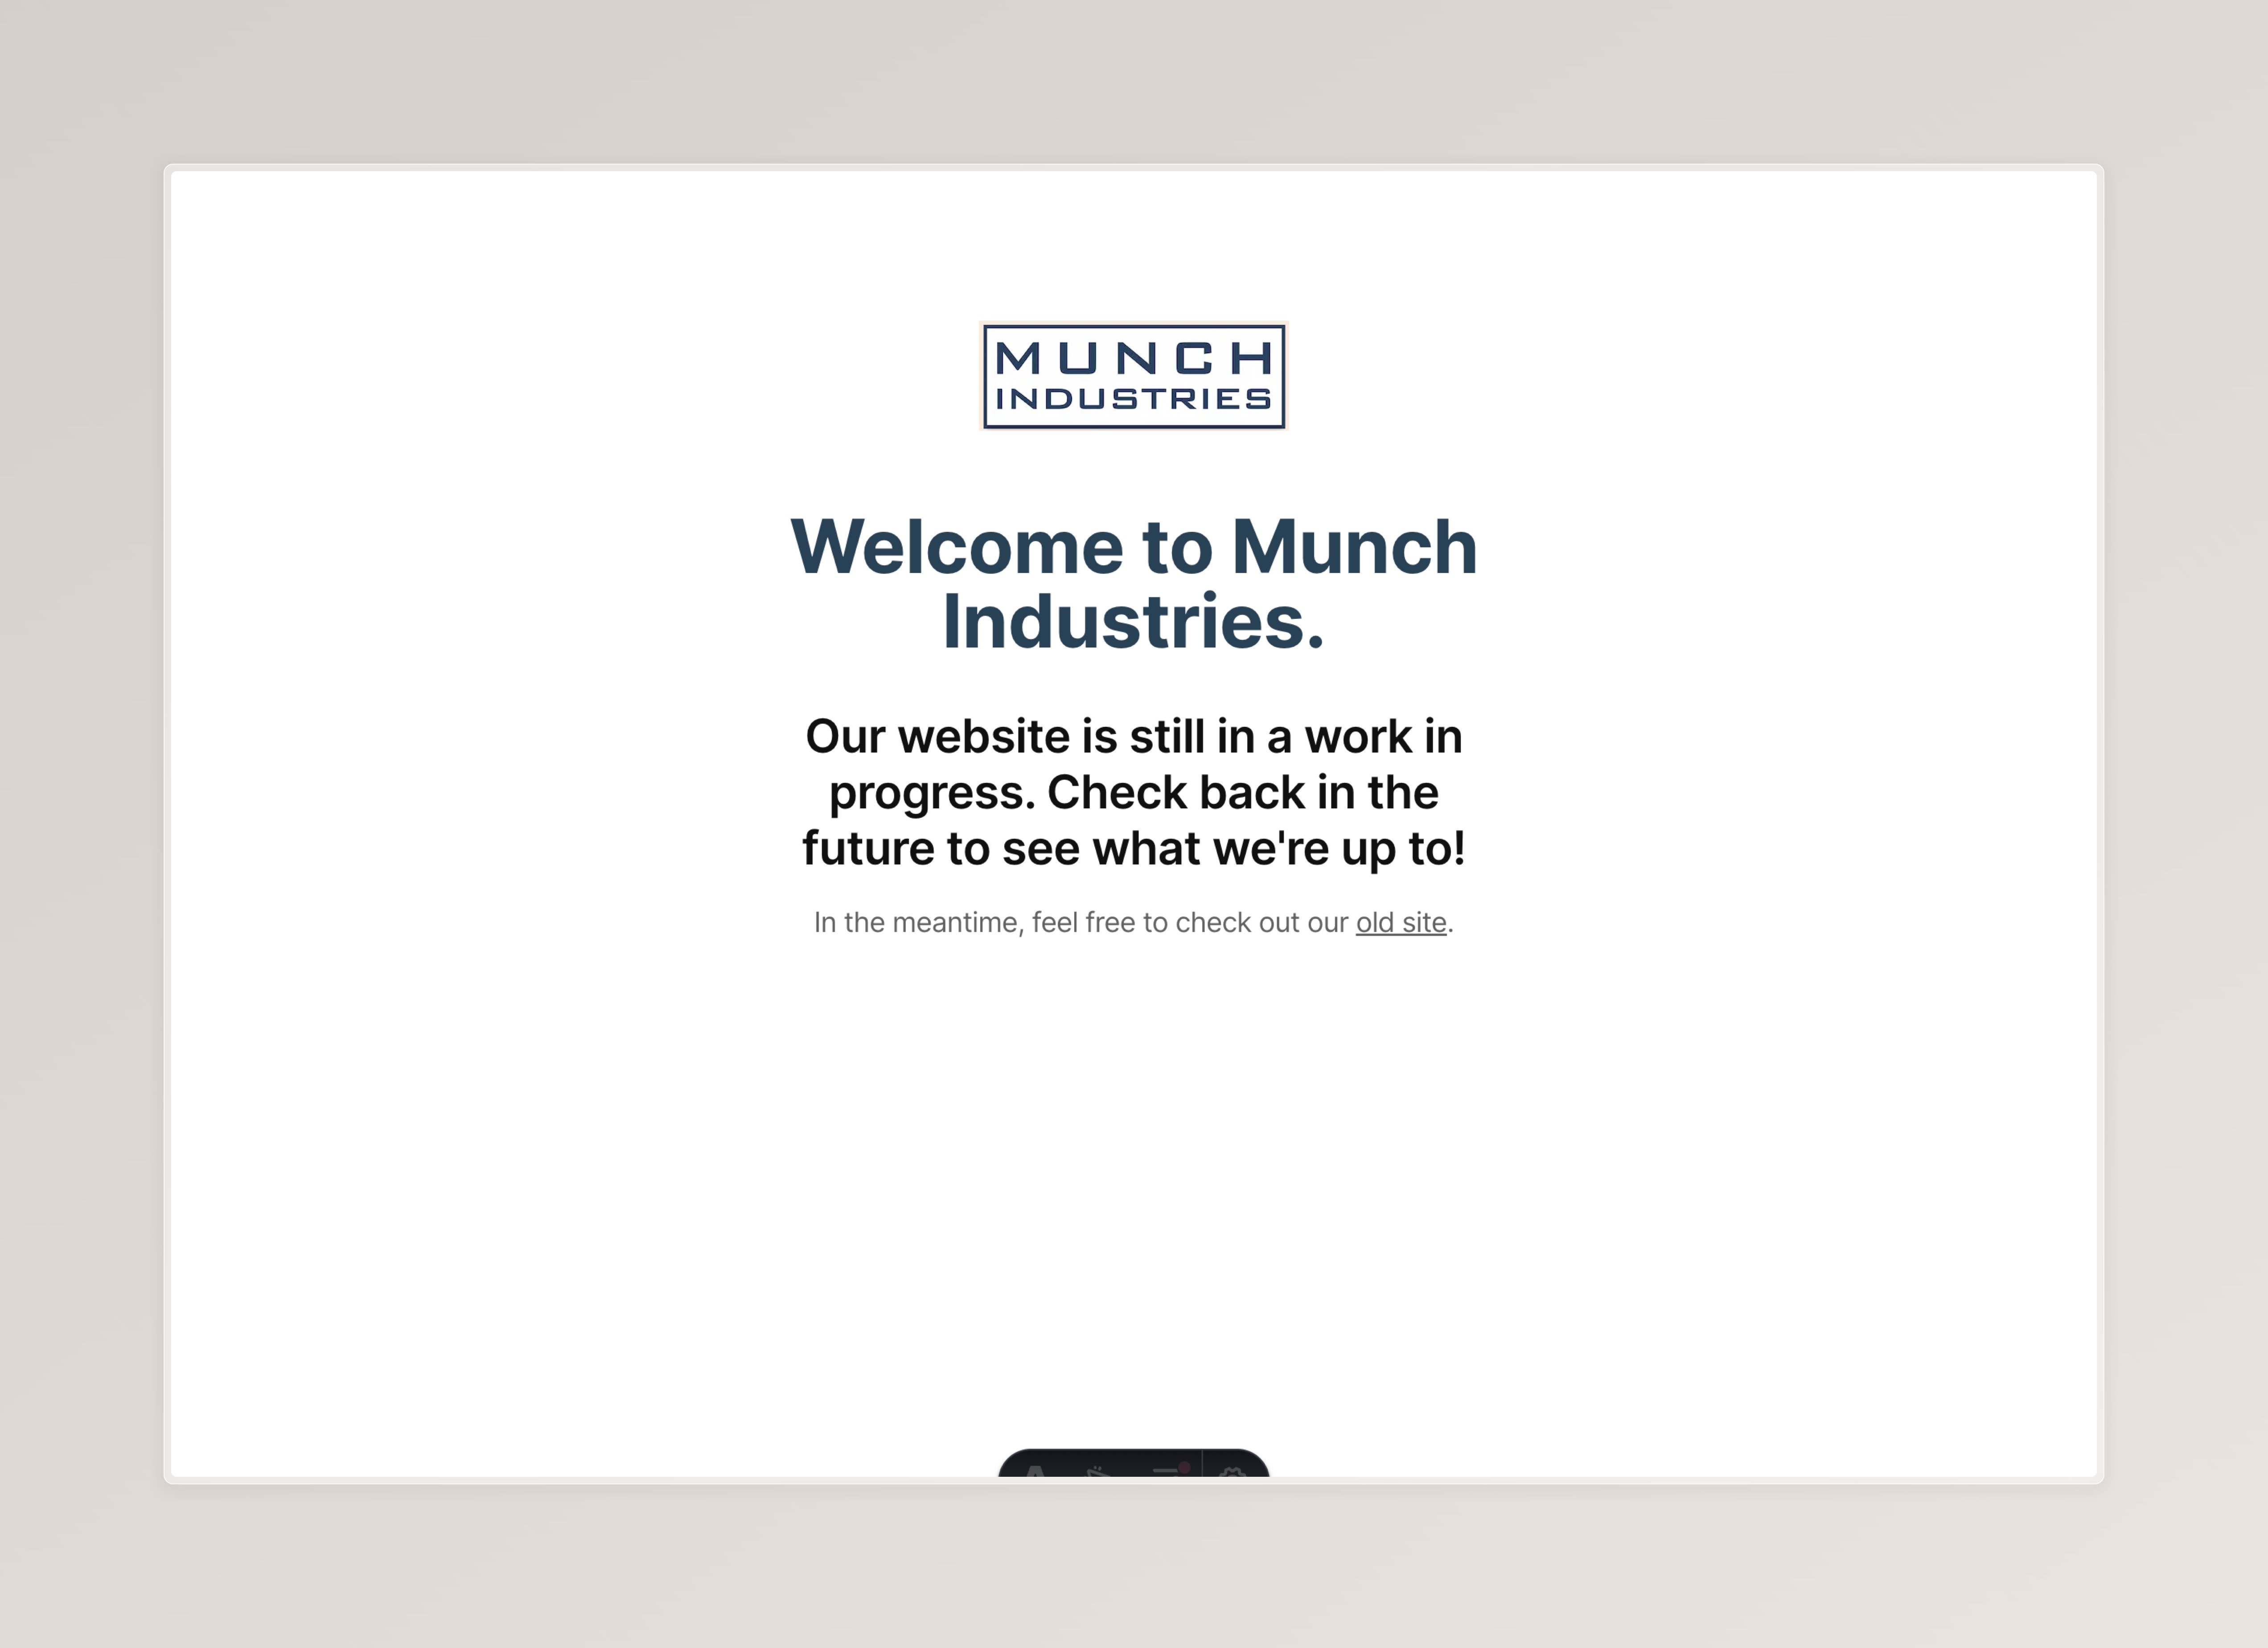 MUNCH
INDUSTRIES
Welcome to Munch
Industries.
Our website is still in a work in
progress. Check back in the
future to see what we're up to!
In the meantime, feel free to check out our old site.